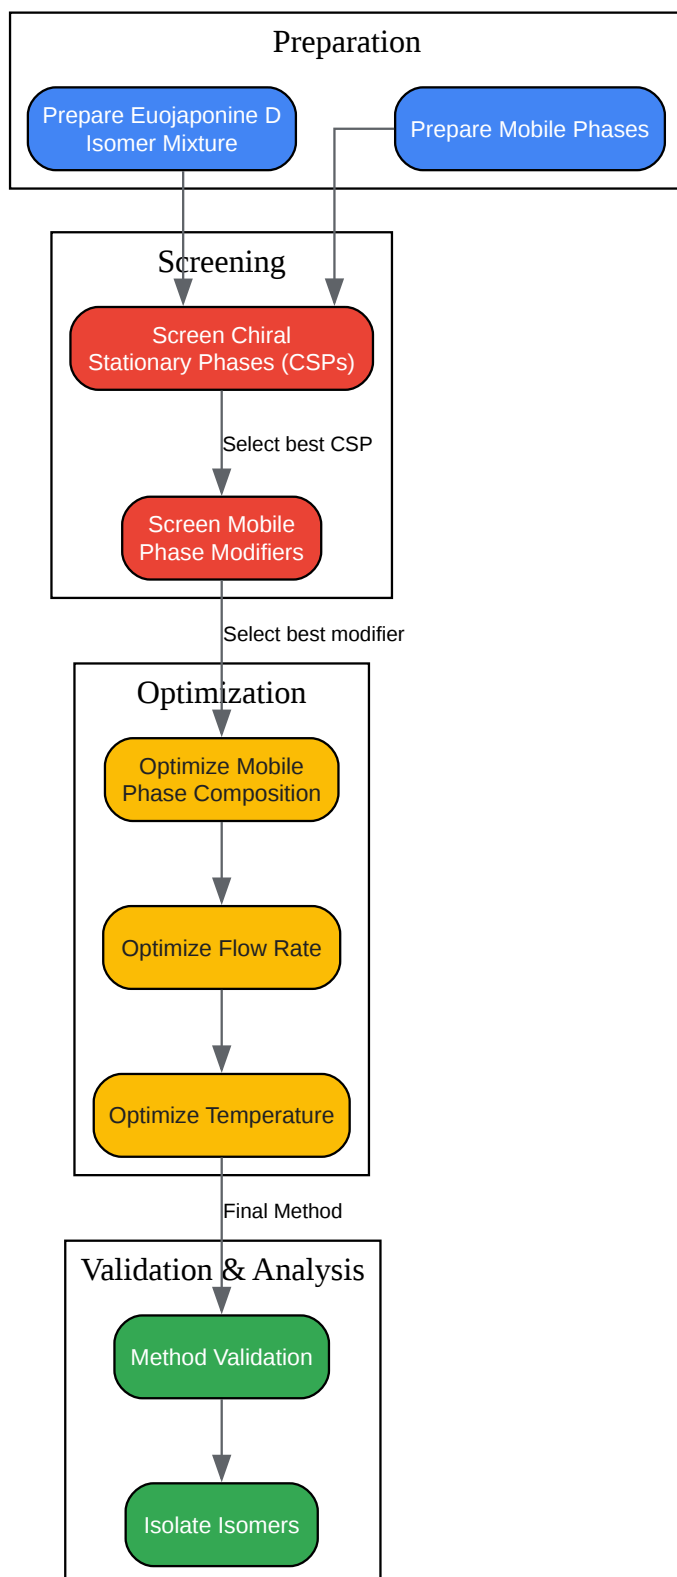 Preparation
Prepare Euojaponine D
Isomer Mixture
Prepare Mobile Phases
Screening
Screen Chiral
Stationary Phases (CSPs)
Select best CSP
Screen Mobile
Phase Modifiers
Select best modifier
Optimization
Optimize Mobile
Phase Composition
Optimize Flow Rate
Optimize Temperature
Final Method
Validation & Analysis
Method Validation
Isolate Isomers